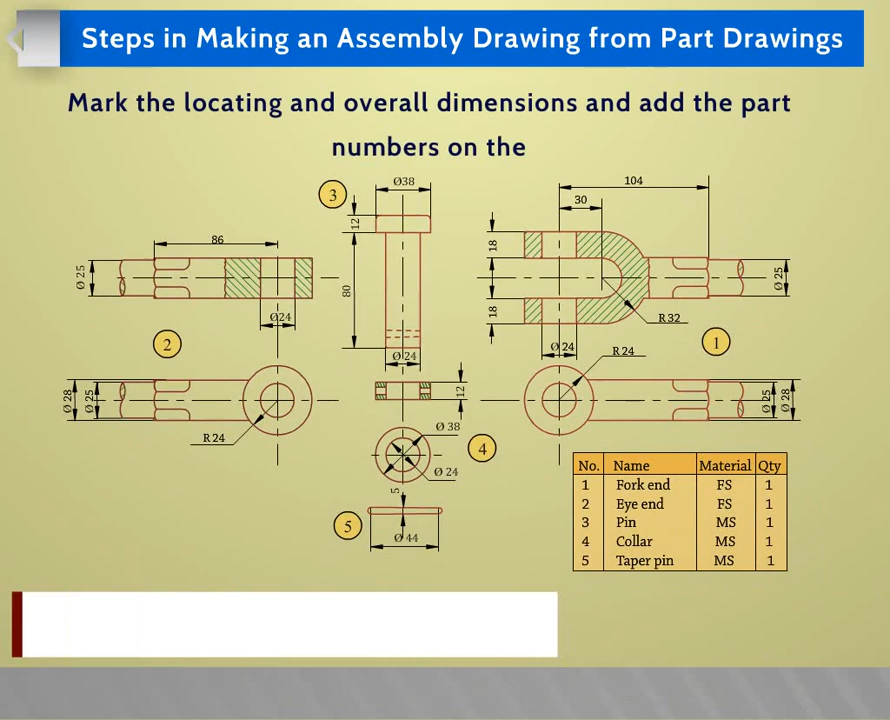 Steps in Making an Assembly Drawing from Part Drawings
Mark the locating and overall dimensions and add the part
numbers on the
3
Ø38
12
80
Ø 24
86
Ø 25
Ø24
2
104
30
18
18
Ø 25
R 32
Ø 24
1
Ø 28
Ø 25
R 24
12
Ø 38
Ø 24
4
5
5
Ø 44
R 24
Ø 25
Ø 28
No. Name Material Qty
1 Fork end FS 1
2 Eye end FS 1
3 Pin MS 1
4 Collar MS 1
5 Taper pin MS 1